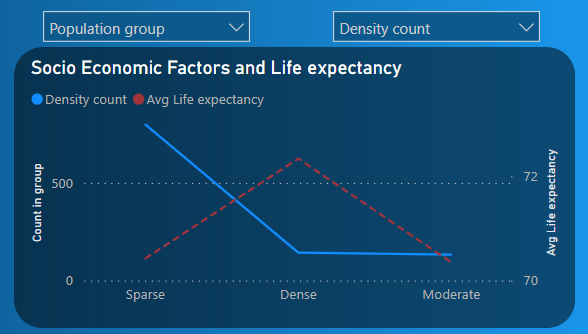 Population group
Density count
Socio Economic Factors and Life expectancy
Density count
Avg Life expectancy
Count in group
500
0
72
70
Avg Life expectancy
Sparse
Dense
Moderate